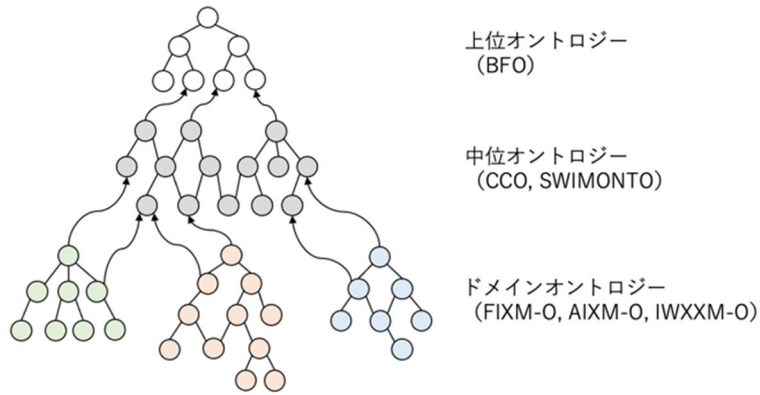 上位オントロジー
（BFO）
中位オントロジー
（CCO, SWIMONTO）
ドメインオントロジー
（FIXM-O, AIXM-O, IWXXM-O）